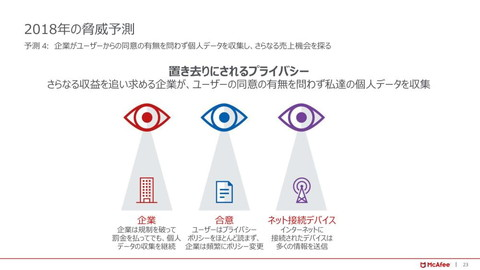 2018年の脅威予測
予測 4: 企業がユーザーからの同意の有無を問わず個人データを収集し、さらなる売上機会を探る
置き去りにされるプライバシー
さらなる収益を追い求める企業が、ユーザーの同意の有無を問わず私達の個人データを収集
企業
企業は規制を破って
罰金を払ってでも、個人
データの収集を継続
合意
ユーザーはプライバシー
ポリシーをほとんど読まず、
企業は頻繁にポリシー変更
ネット接続デバイス
インターネットに
接続されたデバイスは
多くの情報を送信
McAfee | 23